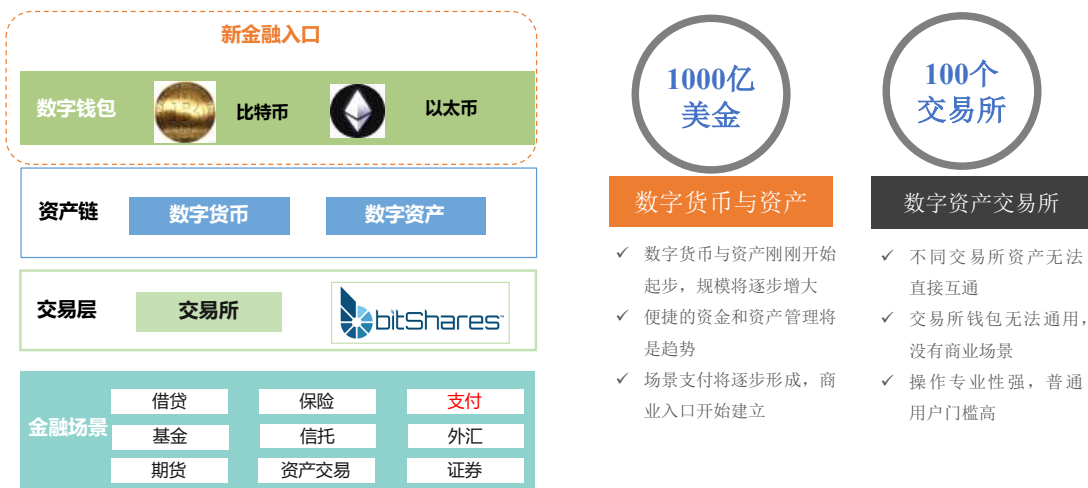 新金融入口
数字钱包
比特币
以太币
资产链
数字货币
数字资产
交易层
交易所
bitShares
金融场景
借贷
保险
支付
基金
信托
外汇
期货
资产交易
证券
1000亿
美金
数字货币与资产
✓ 数字货币与资产刚刚开始
起步，规模将逐步增大
✓ 便捷的资金和资产管理将
是趋势
✓ 场景支付将逐步形成，商
业入口开始建立
100个
交易所
数字资产交易所
✓ 不同交易所资产无法
直接互通
✓ 交易所钱包无法通用，
没有商业场景
✓ 操作专业性强，普通
用户门槛高